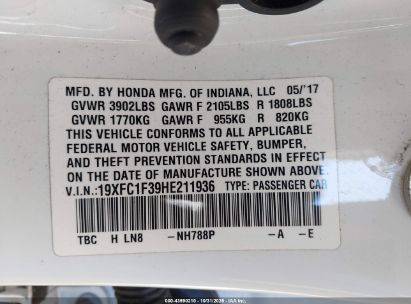 MFD. BY HONDA MFG. OF INDIANA, LLC 05/'17
GVWR 3902LBS GAWR F 2105LBS R 1808LBS
GVWR 1770KG GAWR F 955KG R 820KG
THIS VEHICLE CONFORMS TO ALL APPLICABLE
FEDERAL MOTOR VEHICLE SAFETY, BUMPER,
AND THEFT PREVENTION STANDARDS IN EFFECT
ON THE DATE OF MANUFACTURE SHOWN ABOVE.
V.I.N.:19XFC1F39HE211936 TYPE: PASSENGER CAR
TBC H LN8 -NH788P -A -E